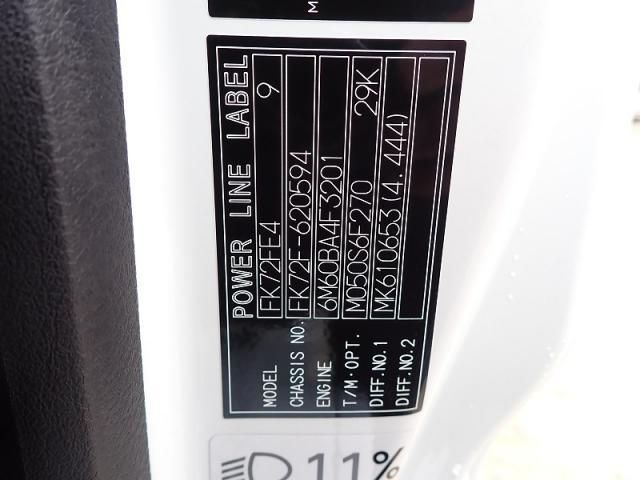 POWER LINE LABEL
MODEL FK72FE4 9
CHASSIS NO. FK72F-620594
ENGINE 6M60BA4F3201
T/M·OPT. M050S6F270 29K
DIFF.NO.1 MK610653(4.444)
DIFF.NO.2
11%